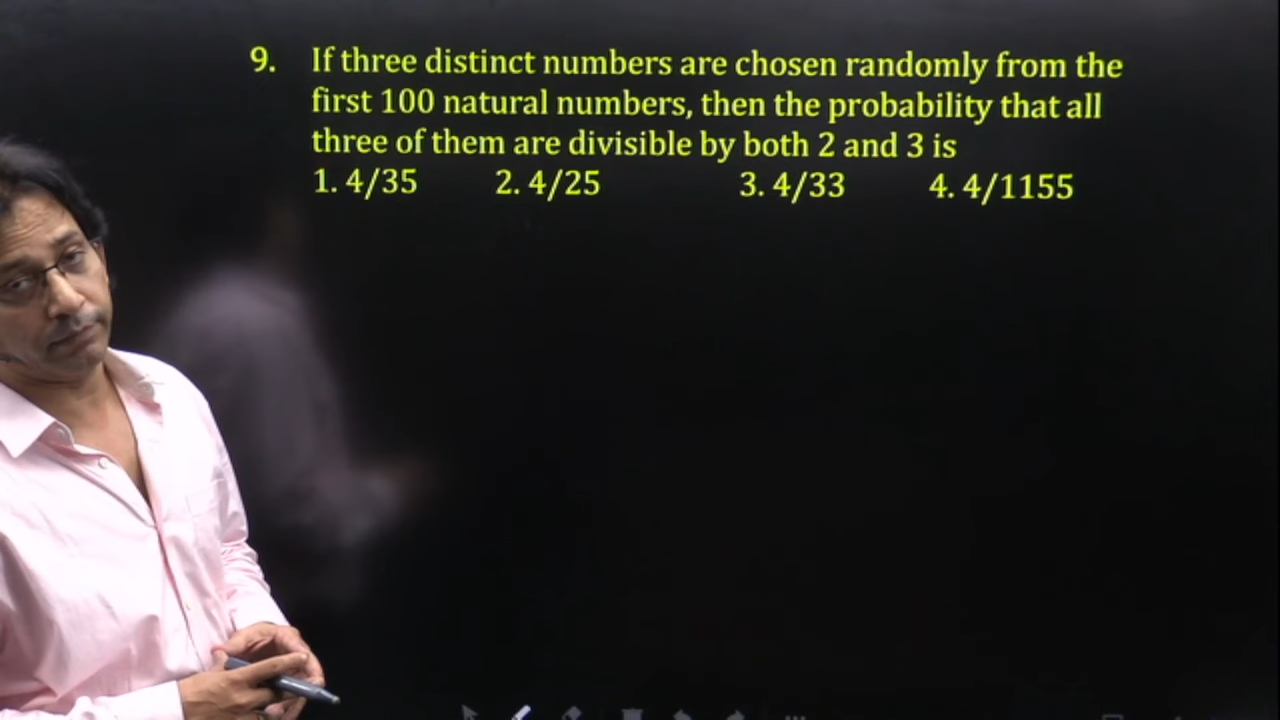 9. If three distinct numbers are chosen randomly from the
first 100 natural numbers, then the probability that all
three of them are divisible by both 2 and 3 is
1. 4/35 2. 4/25 3. 4/33 4. 4/1155